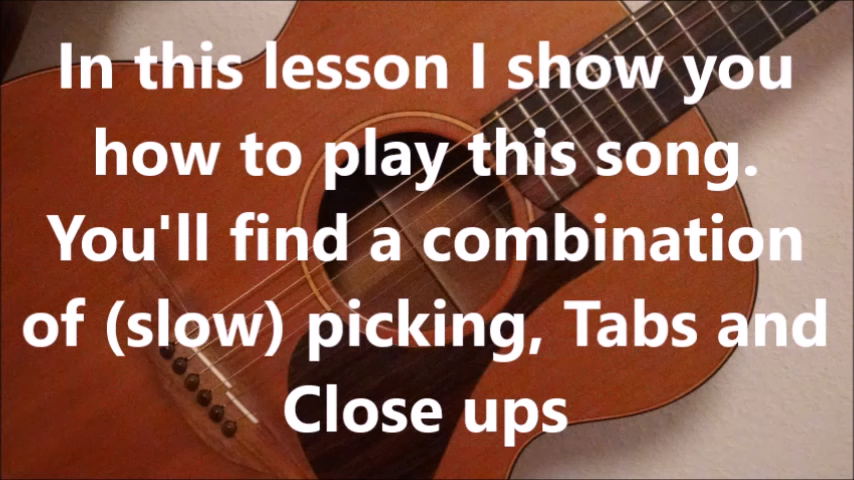 In this lesson I show you
how to play this song.
You'll find a combination
of (slow) picking, Tabs and
Close ups